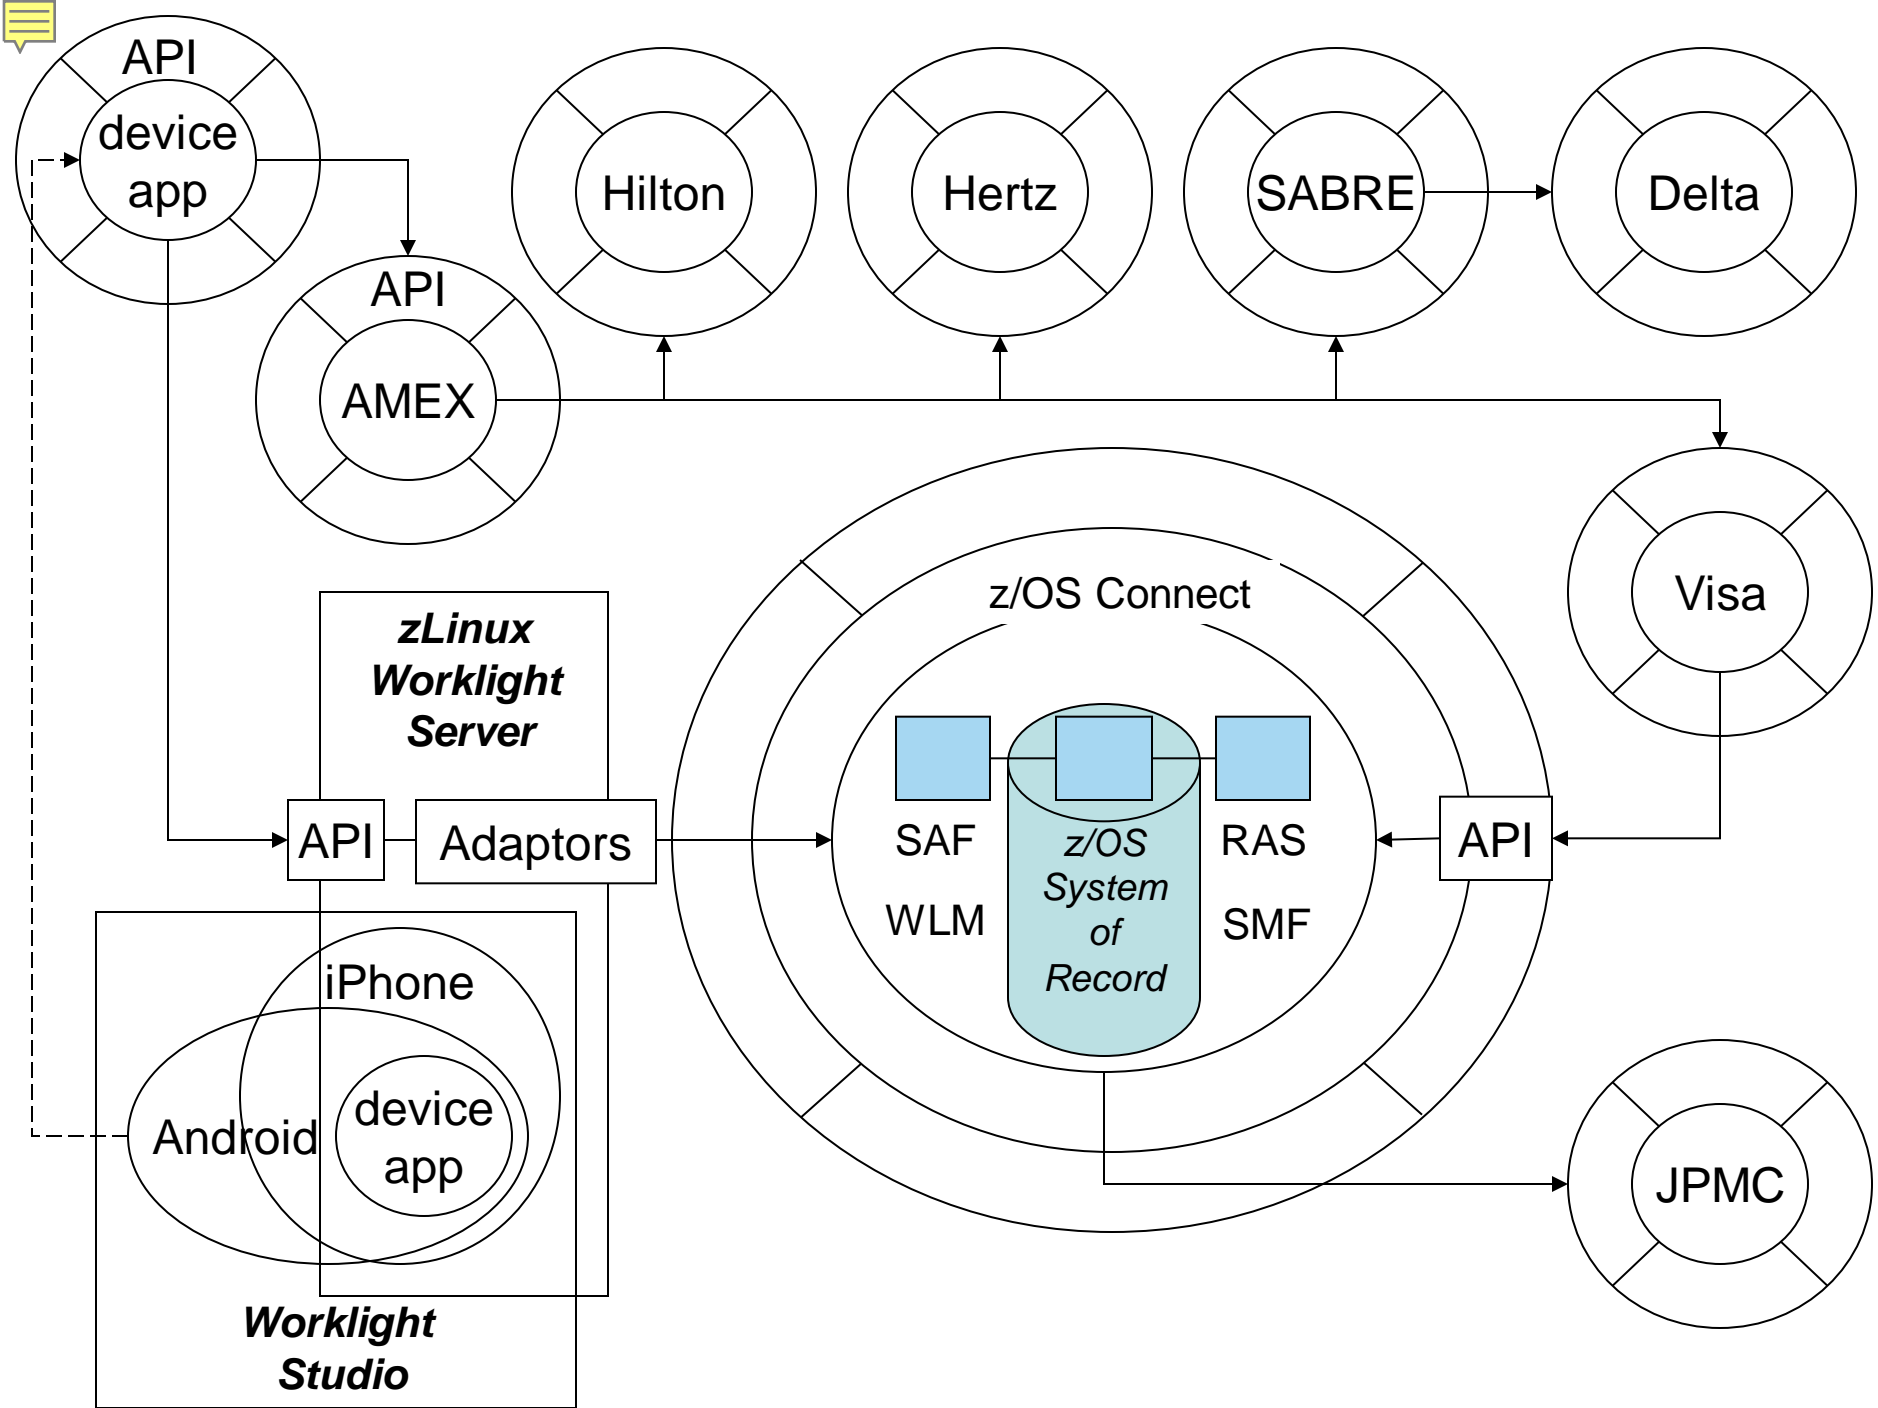 API
device
app
Hilton
Hertz
SABRE
Delta
API
AMEX
z/OS Connect
Visa
zLinux
Worklight
Server
API
Adaptors
SAF
WLM
z/OS
System
of
Record
RAS
SMF
API
iPhone
Android
device
app
JPMC
Worklight
Studio